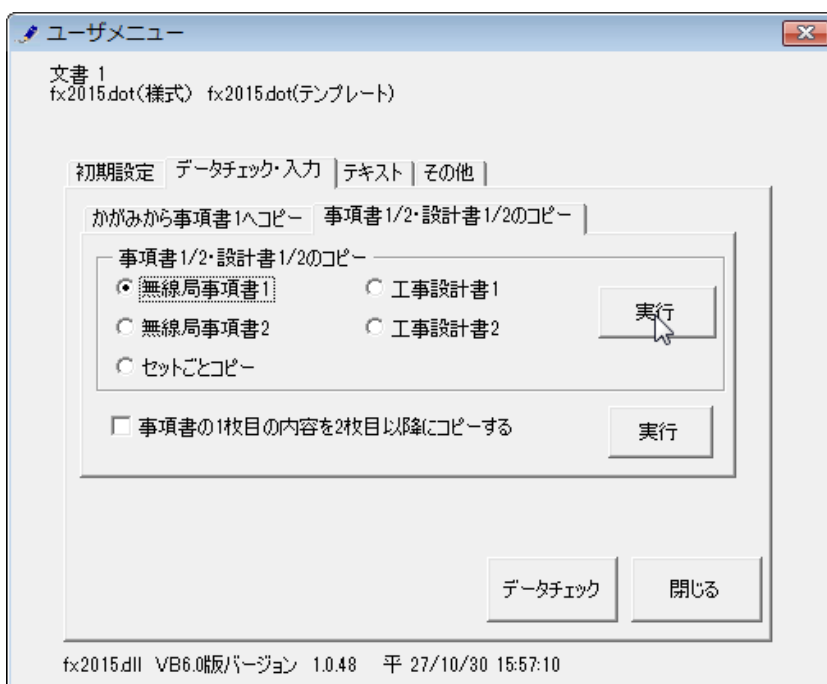 ユーザメニュー
文書 1
fx2015.dot(様式) fx2015.dot(テンプレート)
初期設定 データチェック・入力 テキスト その他
かがみから事項書1へコピー 事項書1/2・設計書1/2のコピー
事項書1/2・設計書1/2のコピー
無線局事項書1 工事設計書1
実行
無線局事項書2 工事設計書2
セットごとコピー
事項書の1枚目の内容を2枚目以降にコピーする 実行
データチェック 閉じる
fx2015.dll VB6.0版バージョン 1.0.48 平 27/10/30 15:57:10